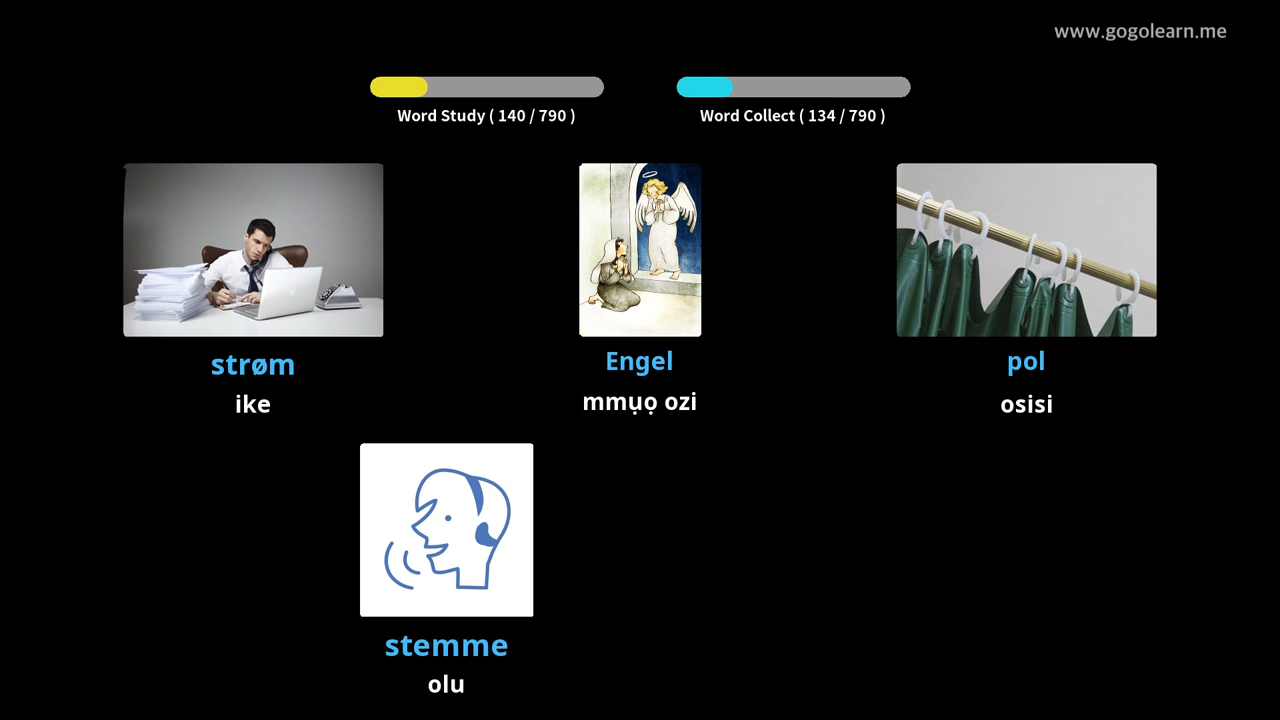 www.gogolearn.me
Word Study ( 140 / 790 )
Word Collect ( 134 / 790 )
strøm
ike
Engel
mmụọ ozi
pol
osisi
stemme
olu